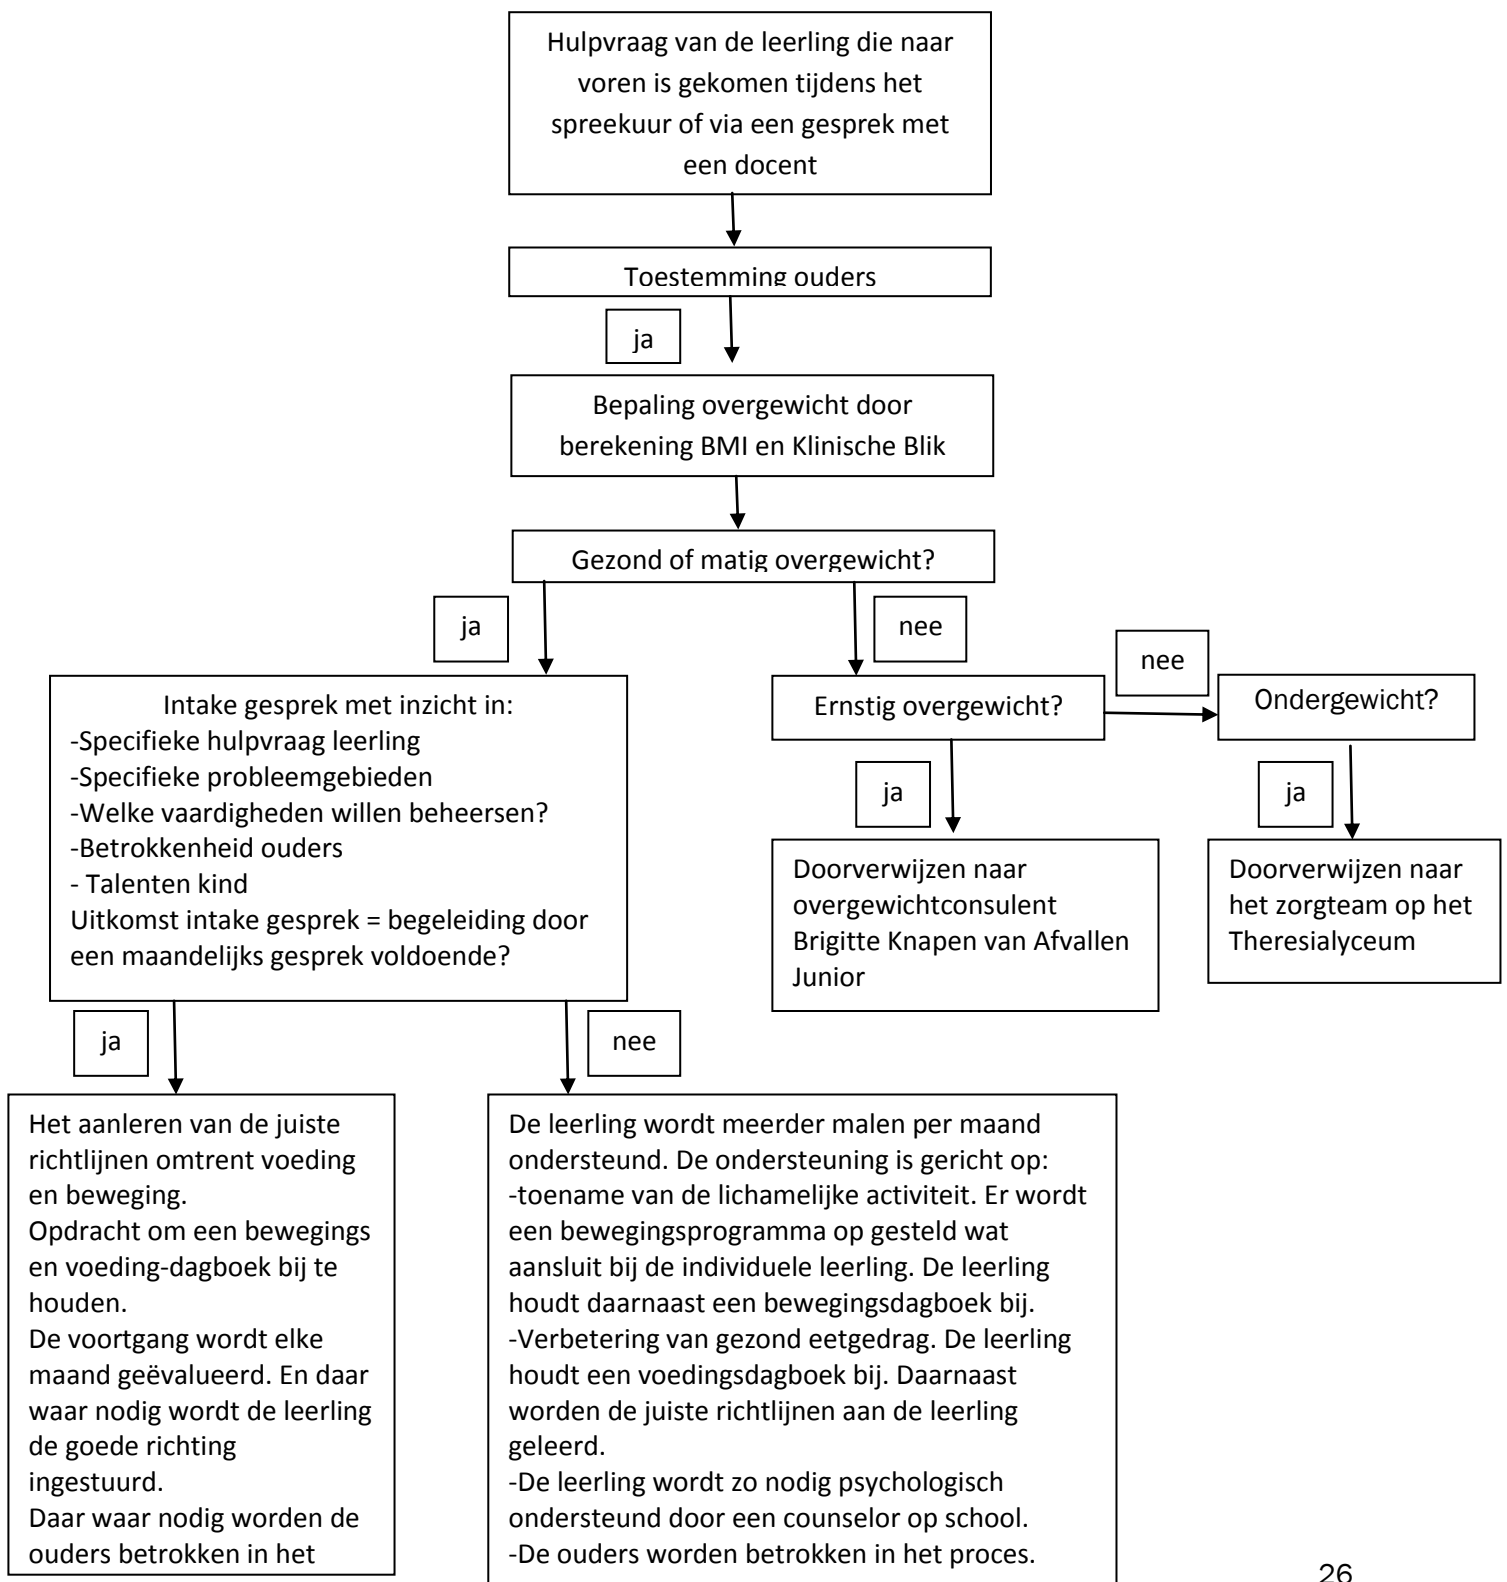 Hulpvraag van de leerling die naar
voren is gekomen tijdens het
spreekuur of via een gesprek met
een docent
Toestemming ouders
ja
Bepaling overgewicht door
berekening BMI en Klinische Blik
Gezond of matig overgewicht?
ja
nee
nee
Intake gesprek met inzicht in:
-Specifieke hulpvraag leerling
-Specifieke probleemgebieden
-Welke vaardigheden willen beheersen?
-Betrokkenheid ouders
- Talenten kind
Uitkomst intake gesprek = begeleiding door
een maandelijks gesprek voldoende?
Ernstig overgewicht?
Ondergewicht?
ja
ja
Doorverwijzen naar
overgewichtconsulent
Brigitte Knapen van Afvallen
Junior
Doorverwijzen naar
het zorgteam op het
Theresialyceum
ja
nee
Het aanleren van de juiste
richtlijnen omtrent voeding
en beweging.
Opdracht om een bewegings
en voeding-dagboek bij te
houden.
De voortgang wordt elke
maand geëvalueerd. En daar
waar nodig wordt de leerling
de goede richting
ingestuurd.
Daar waar nodig worden de
ouders betrokken in het
De leerling wordt meerder malen per maand
ondersteund. De ondersteuning is gericht op:
-toename van de lichamelijke activiteit. Er wordt
een bewegingsprogramma op gesteld wat
aansluit bij de individuele leerling. De leerling
houdt daarnaast een bewegingsdagboek bij.
-Verbetering van gezond eetgedrag. De leerling
houdt een voedingsdagboek bij. Daarnaast
worden de juiste richtlijnen aan de leerling
geleerd.
-De leerling wordt zo nodig psychologisch
ondersteund door een counselor op school.
-De ouders worden betrokken in het proces.
26